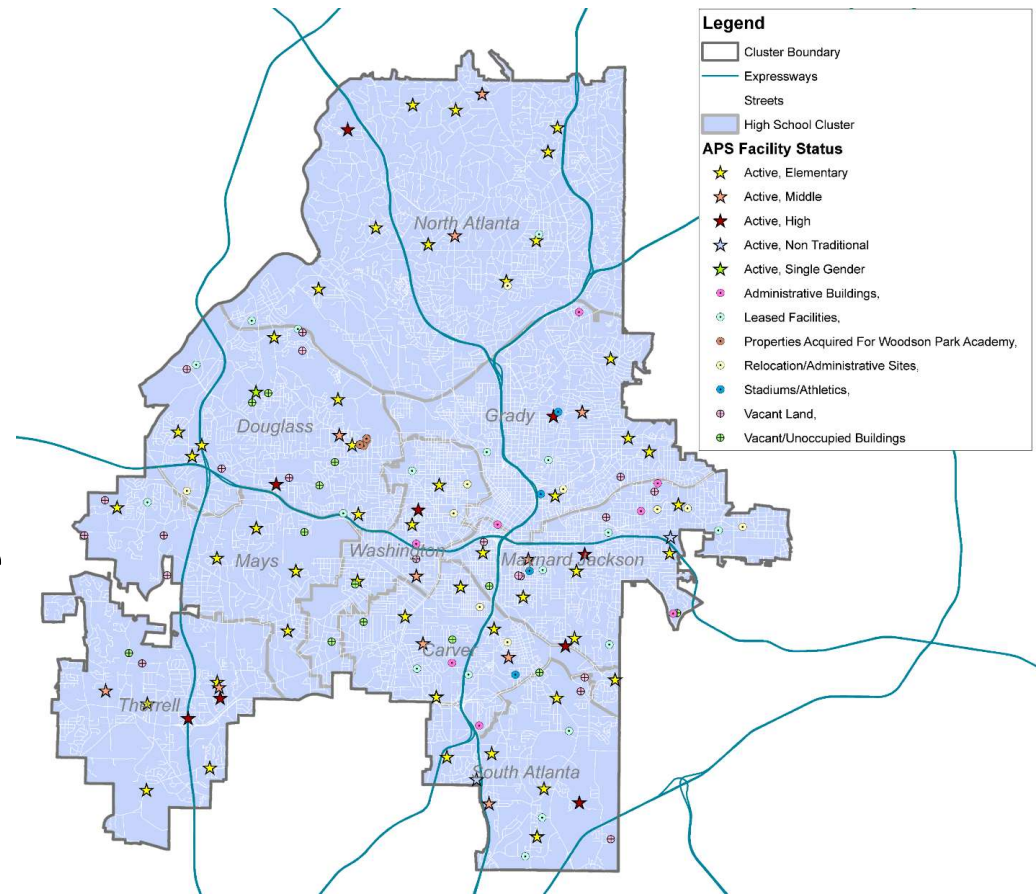 Legend
Cluster Boundary
Expressways
Streets
High School Cluster
APS Facility Status
Active, Elementary
Active, Middle
Active, High
Active, Non Traditional
Active, Single Gender
Administrative Buildings,
Leased Facilities,
Properties Acquired For Woodson Park Academy,
Relocation/Administrative Sites,
Stadiums/Athletics,
Vacant Land,
Vacant/Unoccupied Buildings
North Atlanta
Grady
Douglass
Washington
Maynard Jackson
Mays
Carver
Therrell
South Atlanta